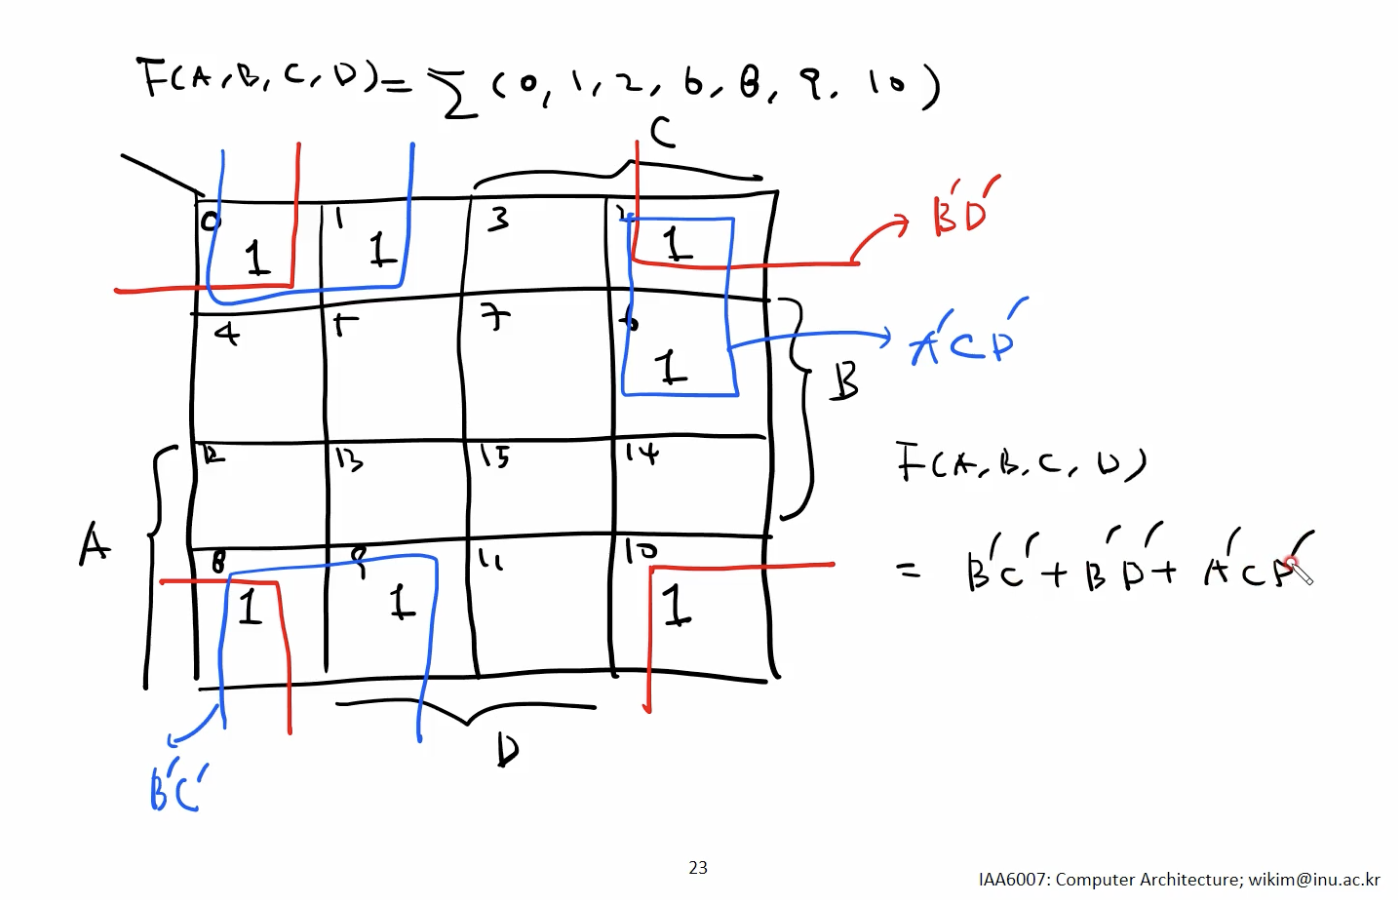 F(A, B, C, D) = Σ (0, 1, 2, 6, 8, 9, 10)
C
0 1 3 2
1 1 1
B'D'
4 5 7 6
1
A'CD'
B
12 13 15 14
F(A, B, C, D)
A
8 9 11 10
1 1 1
= B'C' + B'D' + A'CD'
D
B'C'
23
IAA6007: Computer Architecture; wikim@inu.ac.kr